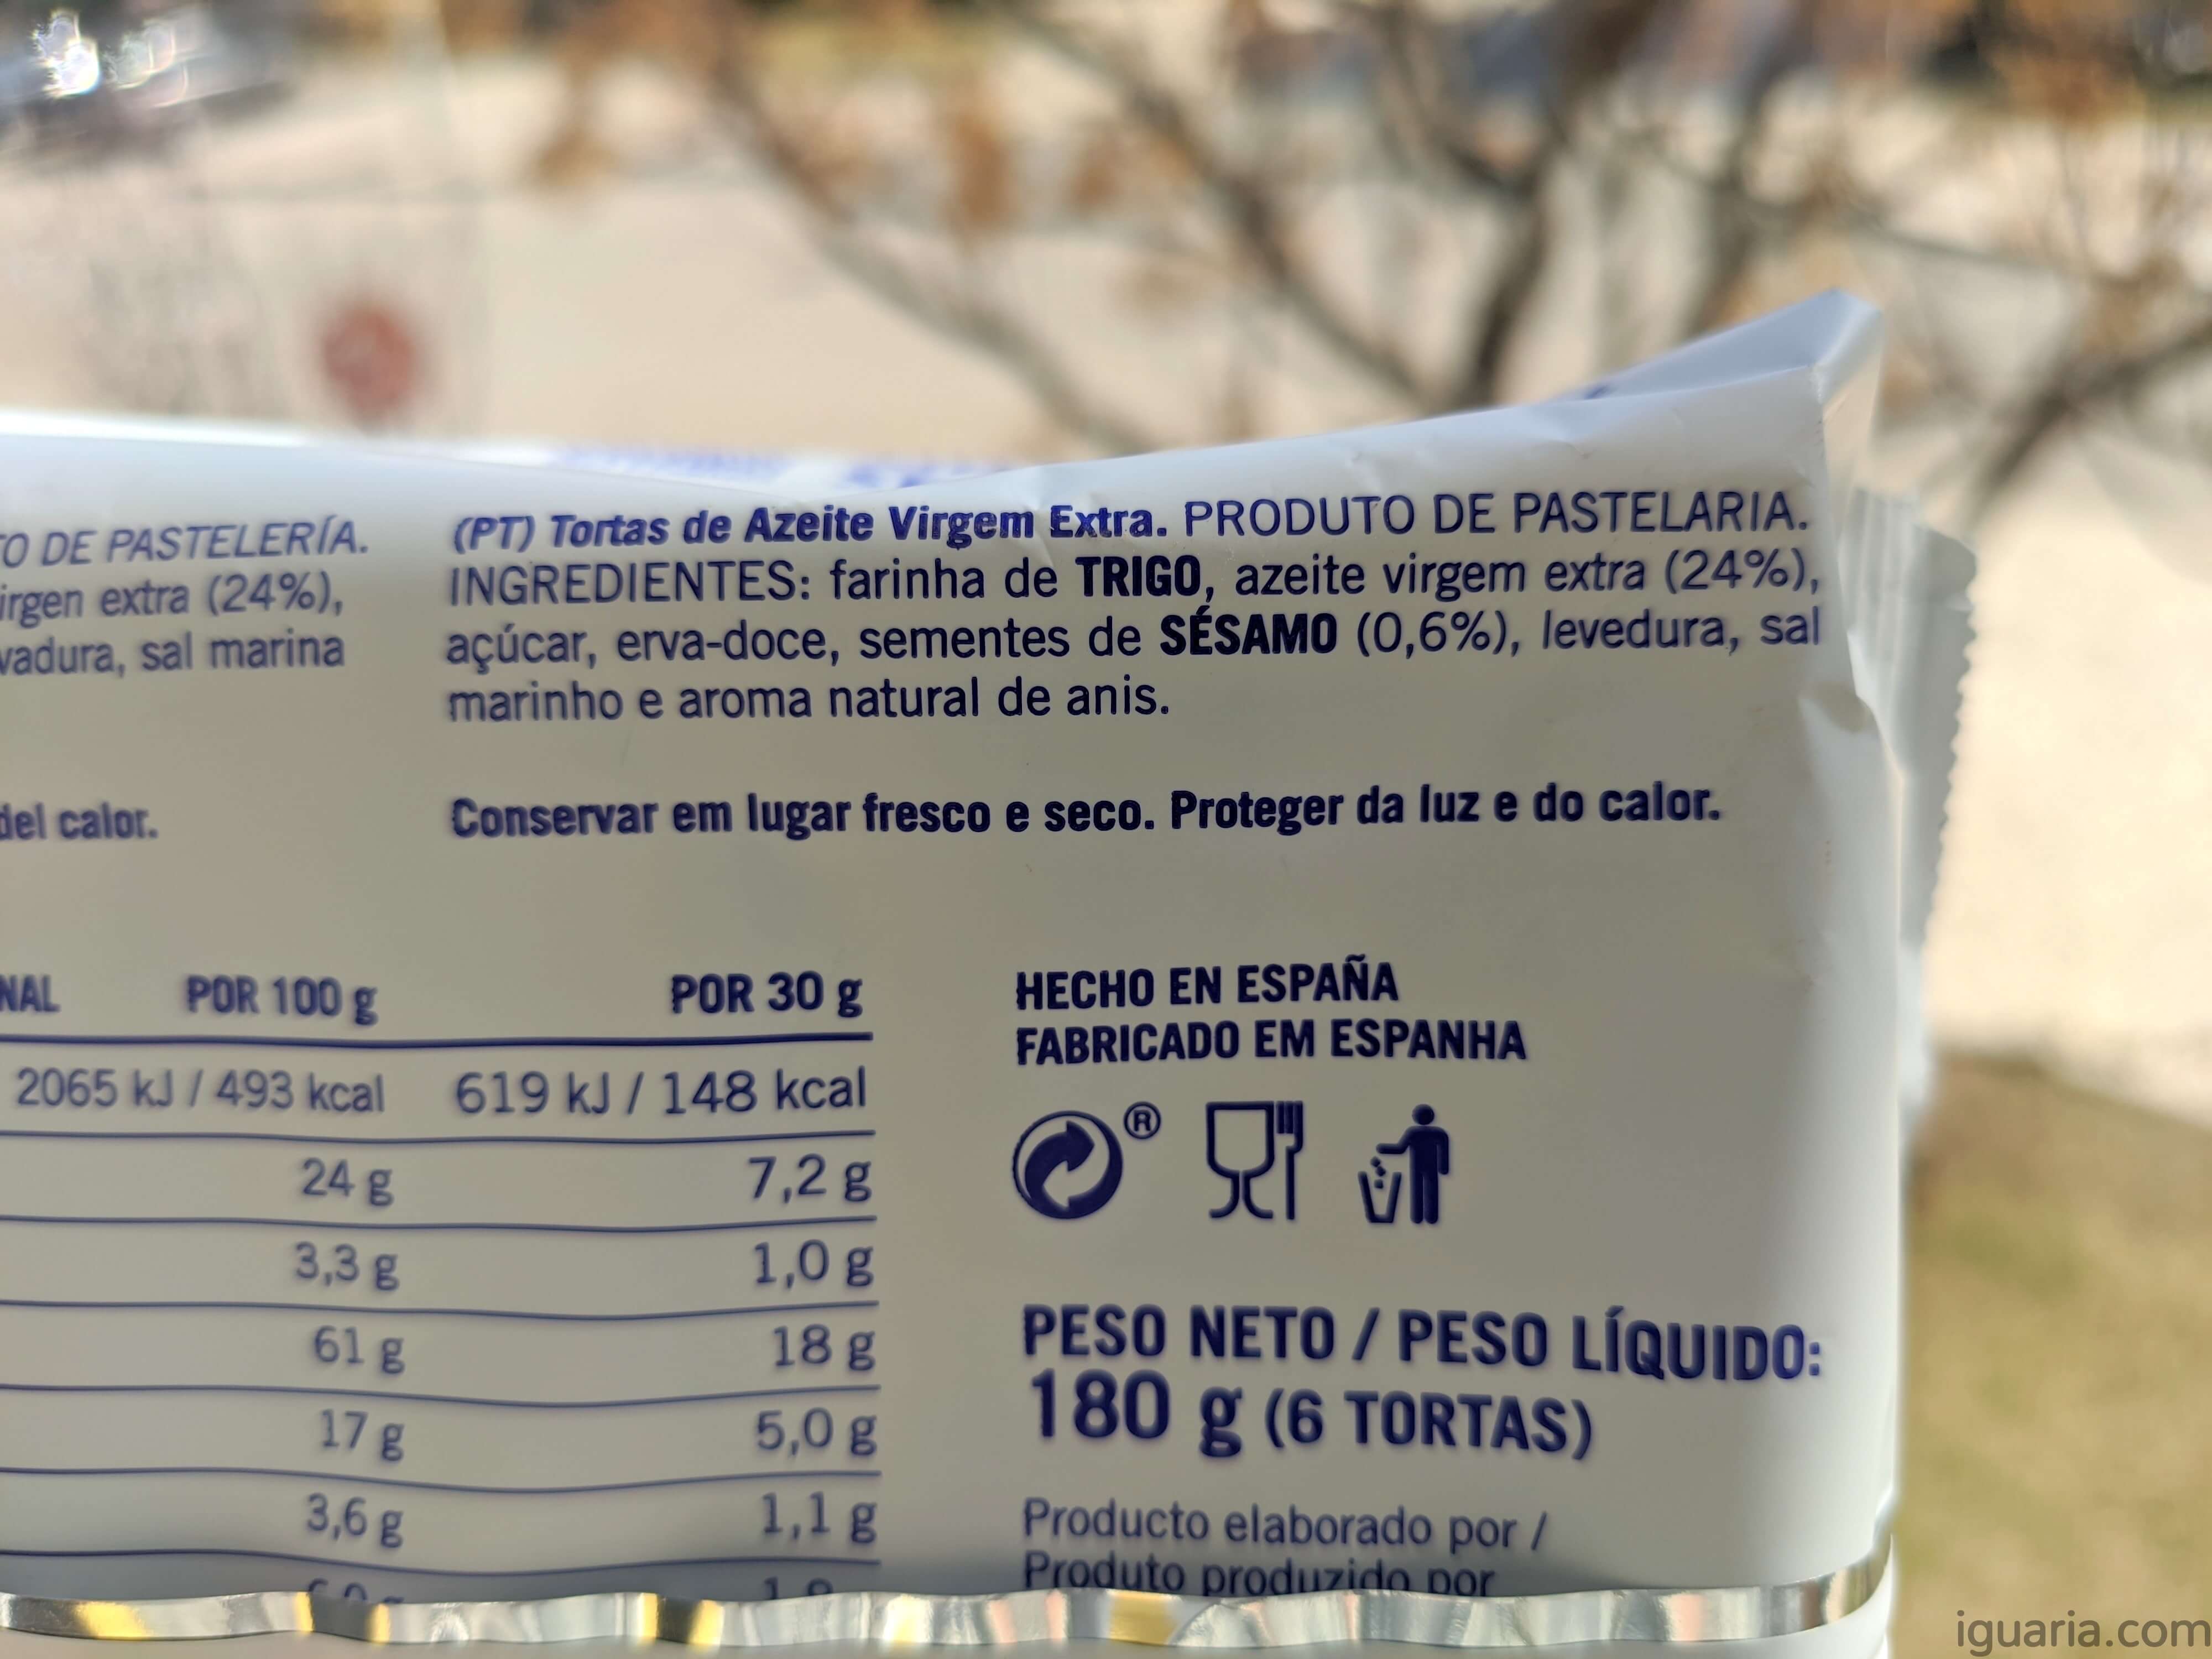 O DE PASTELERÍA.
irgen extra (24%),
vadura, sal marina
del calor.
(PT) Tortas de Azeite Virgem Extra. PRODUTO DE PASTELARIA.
INGREDIENTES: farinha de TRIGO, azeite virgem extra (24%),
açúcar, erva-doce, sementes de SÉSAMO (0,6%), levedura, sal
marinho e aroma natural de anis.
Conservar em lugar fresco e seco. Proteger da luz e do calor.
NAL POR 100 g POR 30 g
2065 kJ / 493 kcal 619 kJ / 148 kcal
24 g 7,2 g
3,3 g 1,0 g
61 g 18 g
17 g 5,0 g
3,6 g 1,1 g
HECHO EN ESPAÑA
FABRICADO EM ESPANHA
®
PESO NETO / PESO LÍQUIDO:
180 g (6 TORTAS)
Producto elaborado por /
Produto produzido por
iguaria.com